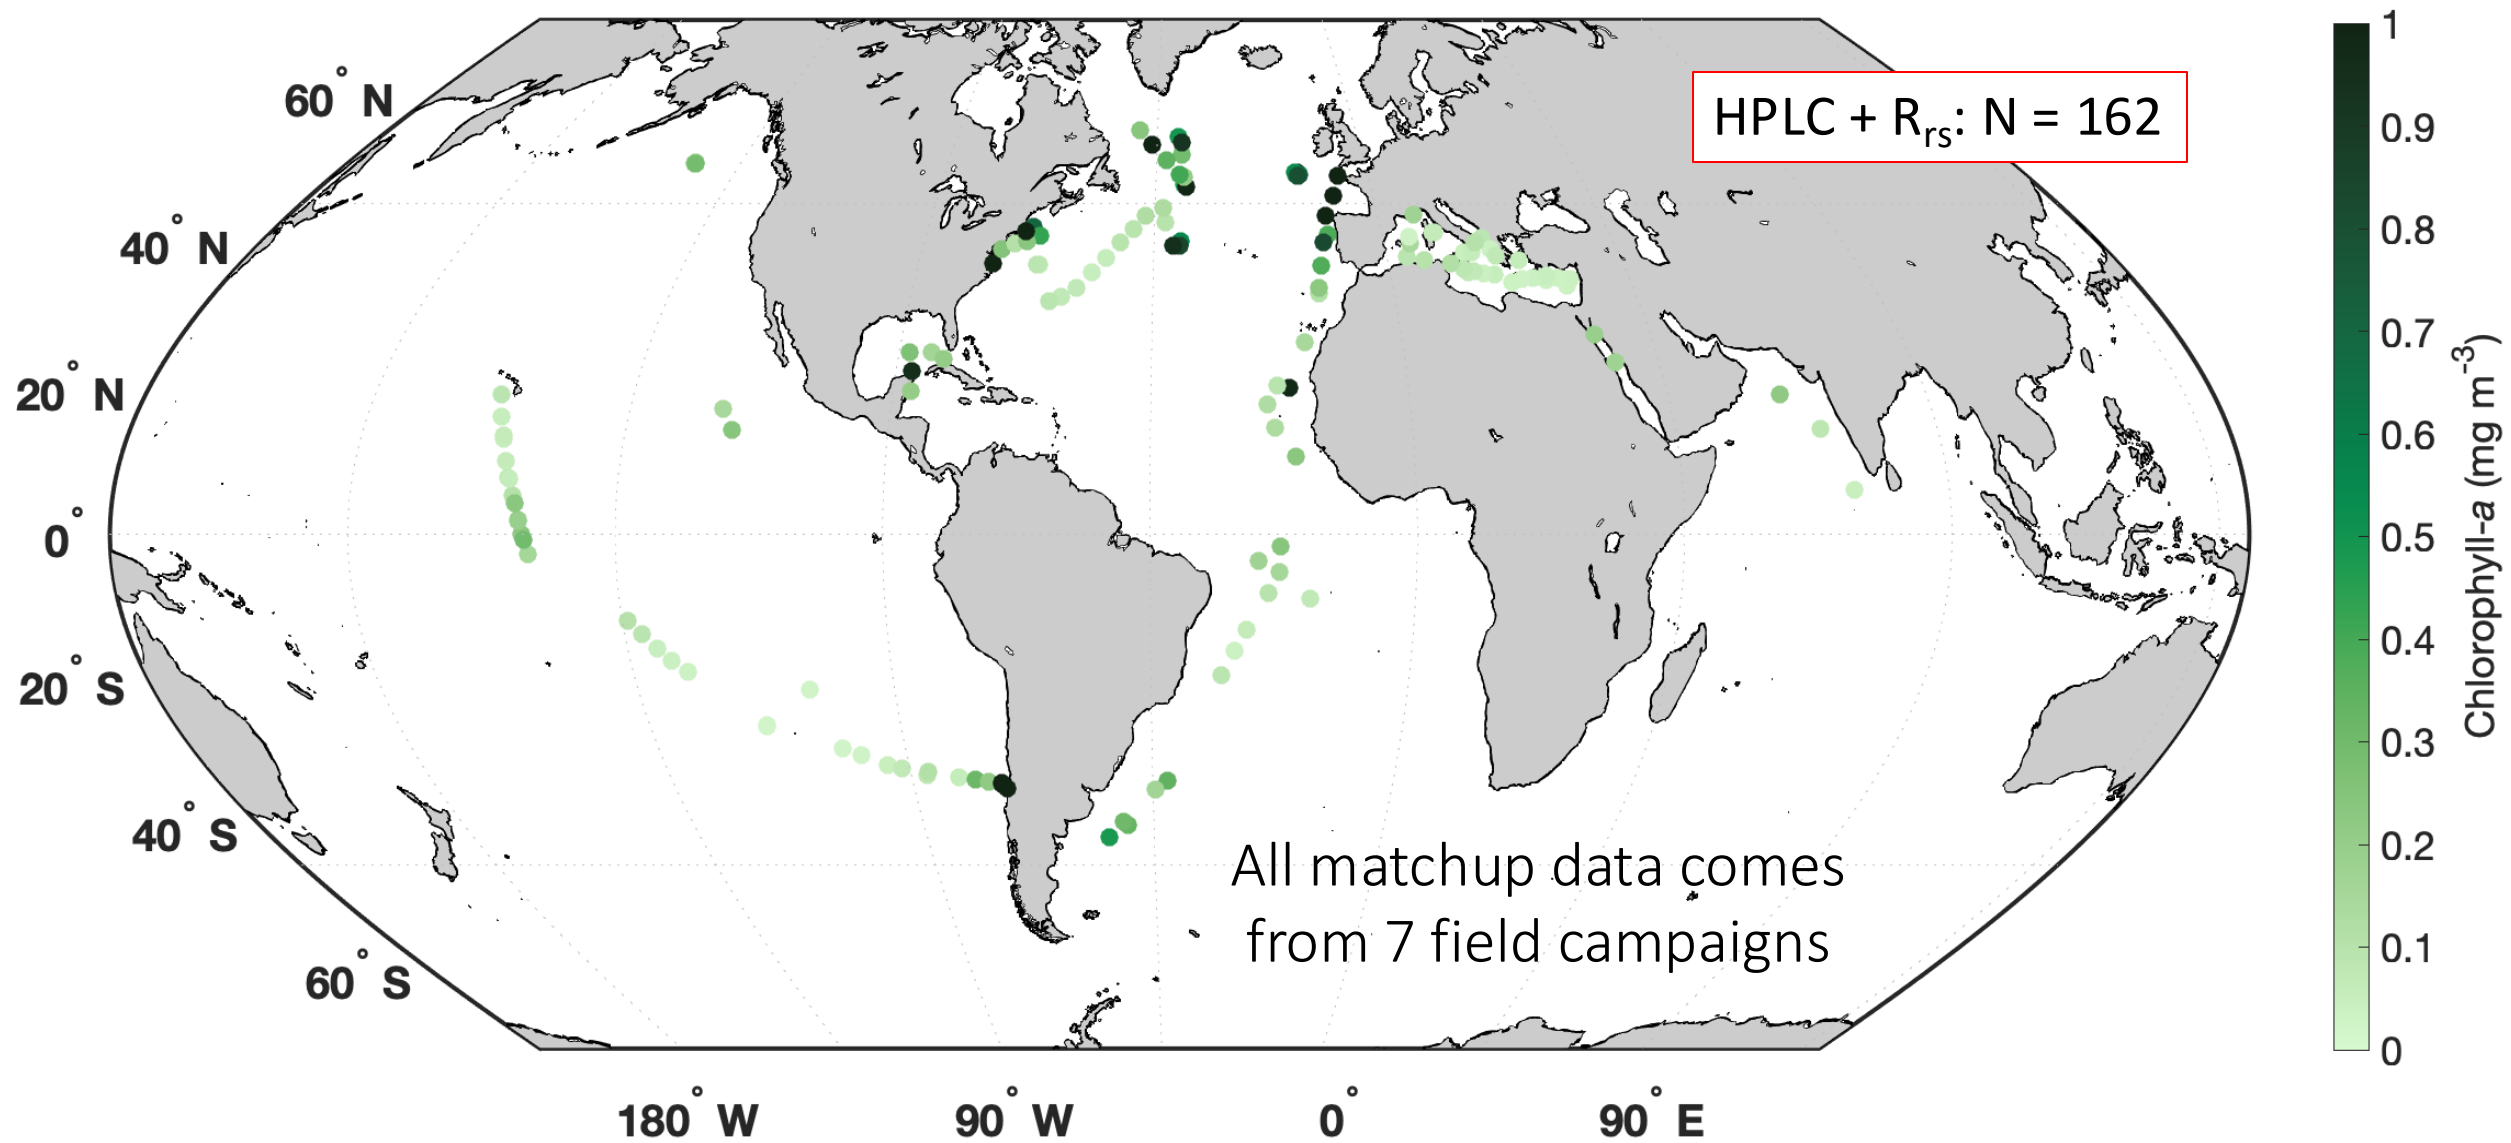 HPLC + Rrs: N = 162
60° N
40° N
20° N
0°
20° S
40° S
60° S
180° W
90° W
0°
90° E
All matchup data comes
from 7 field campaigns
1
0.9
0.8
0.7
0.6
0.5
0.4
0.3
0.2
0.1
0
Chlorophyll-a (mg m-3)